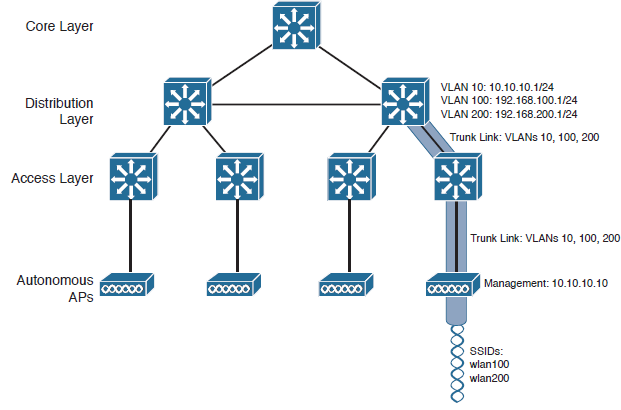 Core Layer
VLAN 10: 10.10.10.1/24
Distribution
VLAN 100: 192.168.100.1/24
Layer
VLAN 200: 192.168.200.1/24
Trunk Link: VLANs 10, 100, 200
Access Layer
Trunk Link: VLANs 10, 100, 200
Autonomous
APs
Management: 10.10.10.10
SSIDs:
wlan100
wlan200